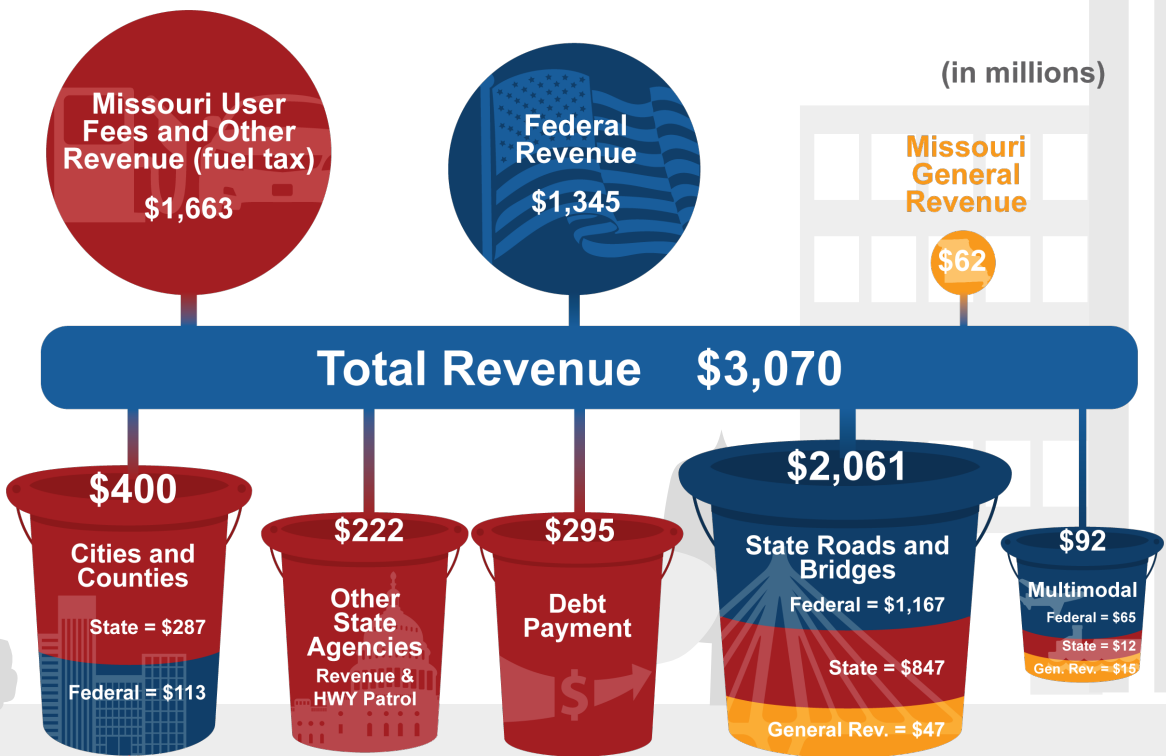 (in millions)
Missouri User
Fees and Other
Revenue (fuel tax)
$1,663
Federal
Revenue
$1,345
Missouri
General
Revenue
$62
Total Revenue $3,070
$400
Cities and
Counties
State = $287
Federal = $113
$222
Other
State
Agencies
Revenue &
HWY Patrol
$295
Debt
Payment
$
$2,061
State Roads and
Bridges
Federal = $1,167
State = $847
General Rev. = $47
$92
Multimodal
Federal = $65
State = $12
Gen. Rev. = $15